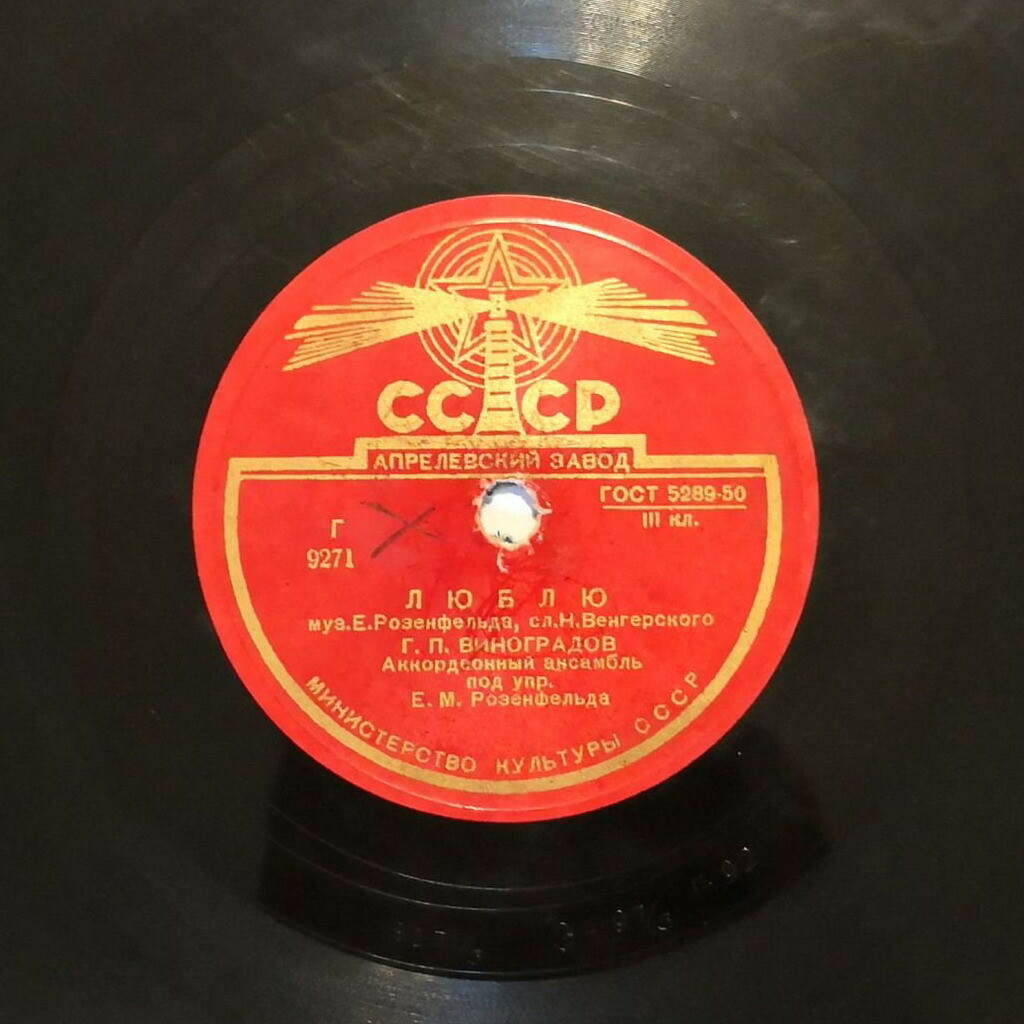 СССР
АПРЕЛЕВСКИЙ ЗАВОД
ГОСТ 5289-50
III кл.
Г
9271
ЛЮБЛЮ
муз.Е.Розенфельда, сл.Н.Венгерского
Г. П. ВИНОГРАДОВ
Аккордеонный ансамбль
под упр.
Е. М. Розенфельда
МИНИСТЕРСТВО КУЛЬТУРЫ СССР